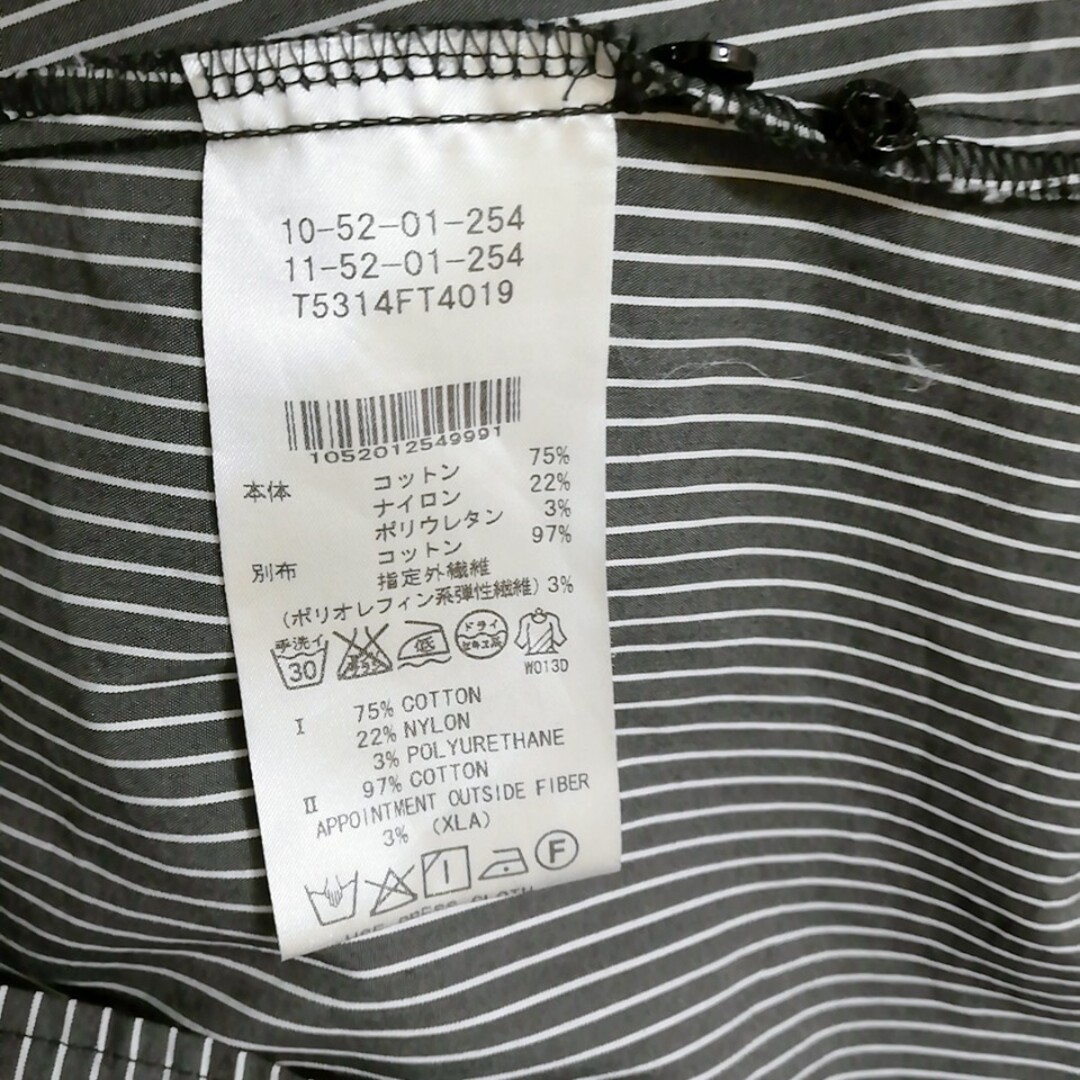 10-52-01-254
11-52-01-254
T5314FT4019
1052012549991
本体 コットン 75%
ナイロン 22%
ポリウレタン 3%
別布 コットン 97%
指定外繊維
(ポリオレフィン系弾性繊維) 3%
手洗イ 30 低 ドライ
W013D
I 75% COTTON
22% NYLON
3% POLYURETHANE
II 97% COTTON
APPOINTMENT OUTSIDE FIBER
3% (XLA)
F
USE PRESS CLOTH